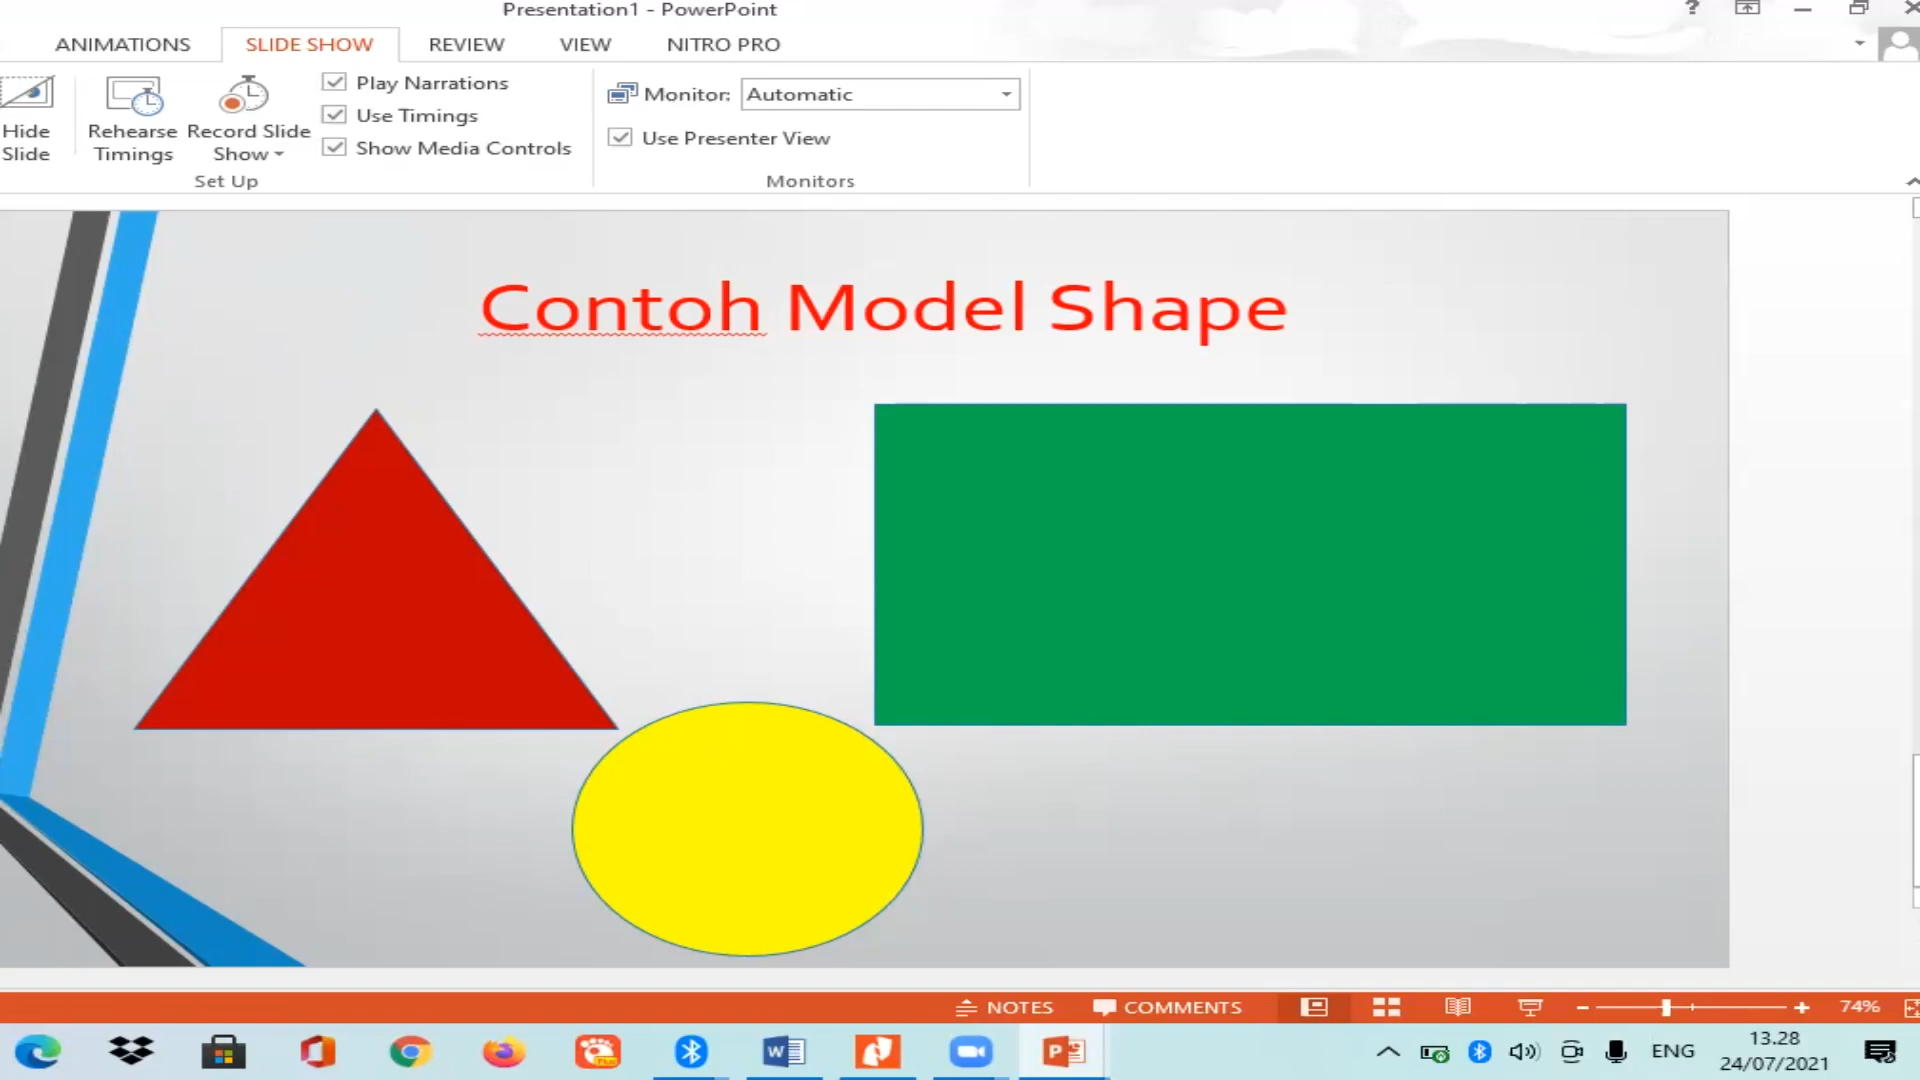 Presentation1 - PowerPoint
ANIMATIONS SLIDE SHOW REVIEW VIEW NITRO PRO
Hide Slide
Rehearse Timings
Record Slide Show
Play Narrations
Use Timings
Show Media Controls
Set Up
Monitor: Automatic
Use Presenter View
Monitors
Contoh Model Shape
NOTES COMMENTS 74%
ENG
13.28
24/07/2021